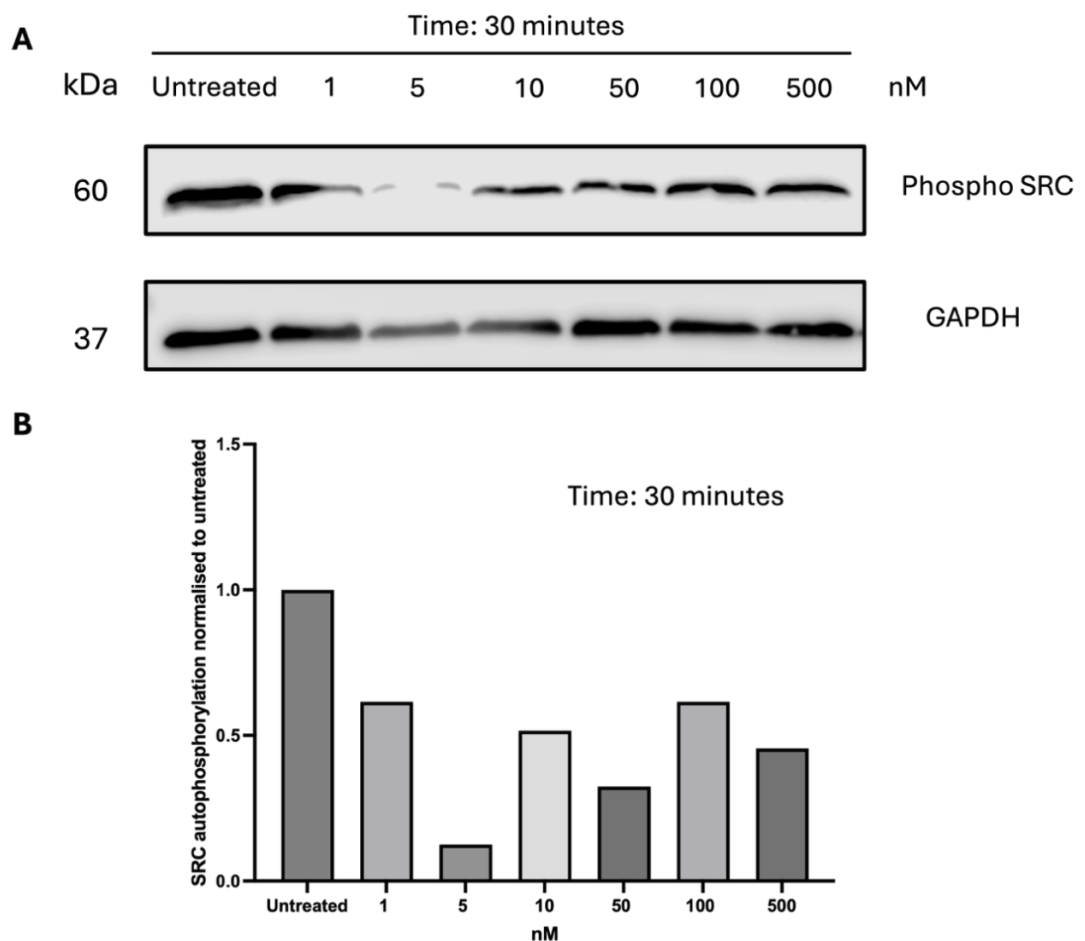 A
Time: 30 minutes
kDa Untreated 1 5 10 50 100 500 nM
60 Phospho SRC
37 GAPDH
B
SRC autophosphorylation normalised to untreated
Time: 30 minutes
1.5
1.0
0.5
0.0
Untreated 1 5 10 50 100 500
nM